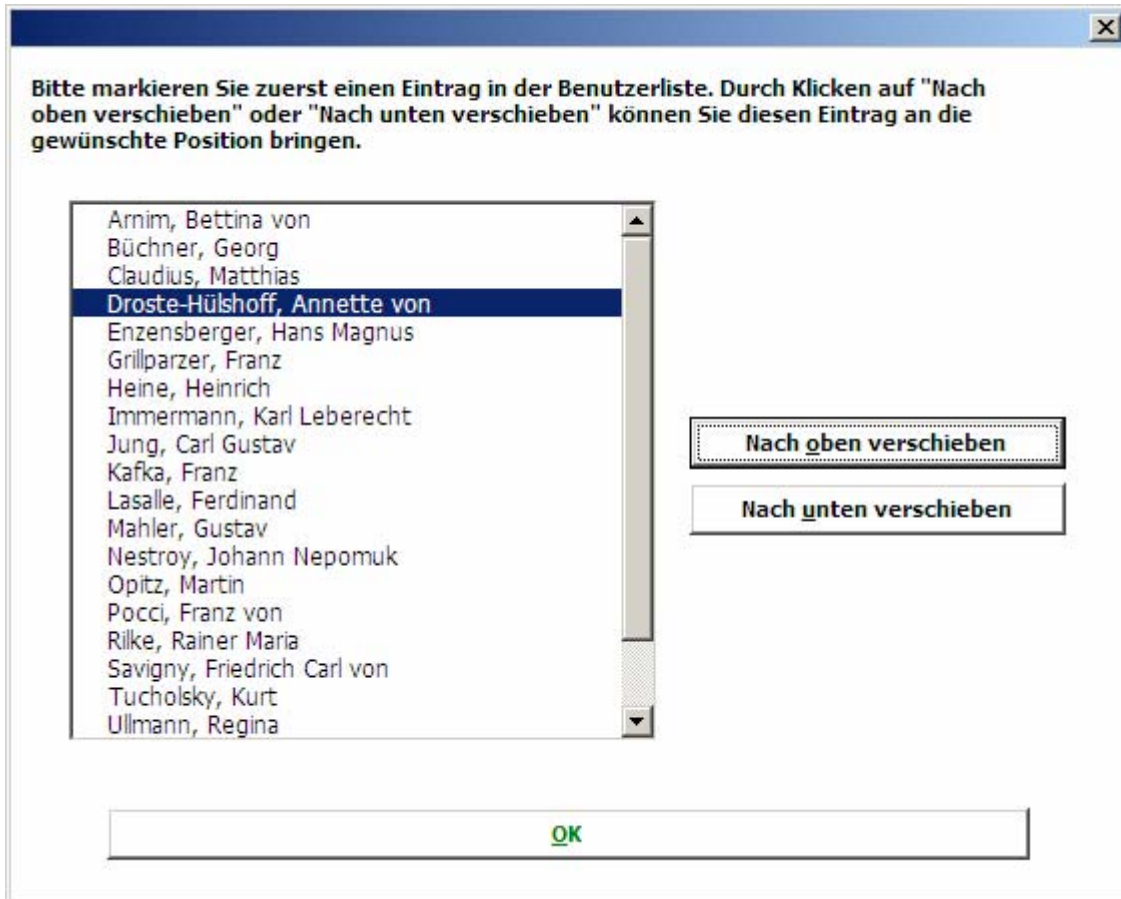 Bitte markieren Sie zuerst einen Eintrag in der Benutzerliste. Durch Klicken auf "Nach
oben verschieben" oder "Nach unten verschieben" können Sie diesen Eintrag an die
gewünschte Position bringen.
Arnim, Bettina von
Büchner, Georg
Claudius, Matthias
Droste-Hülshoff, Annette von
Enzensberger, Hans Magnus
Grillparzer, Franz
Heine, Heinrich
Immermann, Karl Leberecht
Jung, Carl Gustav
Kafka, Franz
Lasalle, Ferdinand
Mahler, Gustav
Nestroy, Johann Nepomuk
Opitz, Martin
Pocci, Franz von
Rilke, Rainer Maria
Savigny, Friedrich Carl von
Tucholsky, Kurt
Ullmann, Regina
Nach oben verschieben
Nach unten verschieben
OK